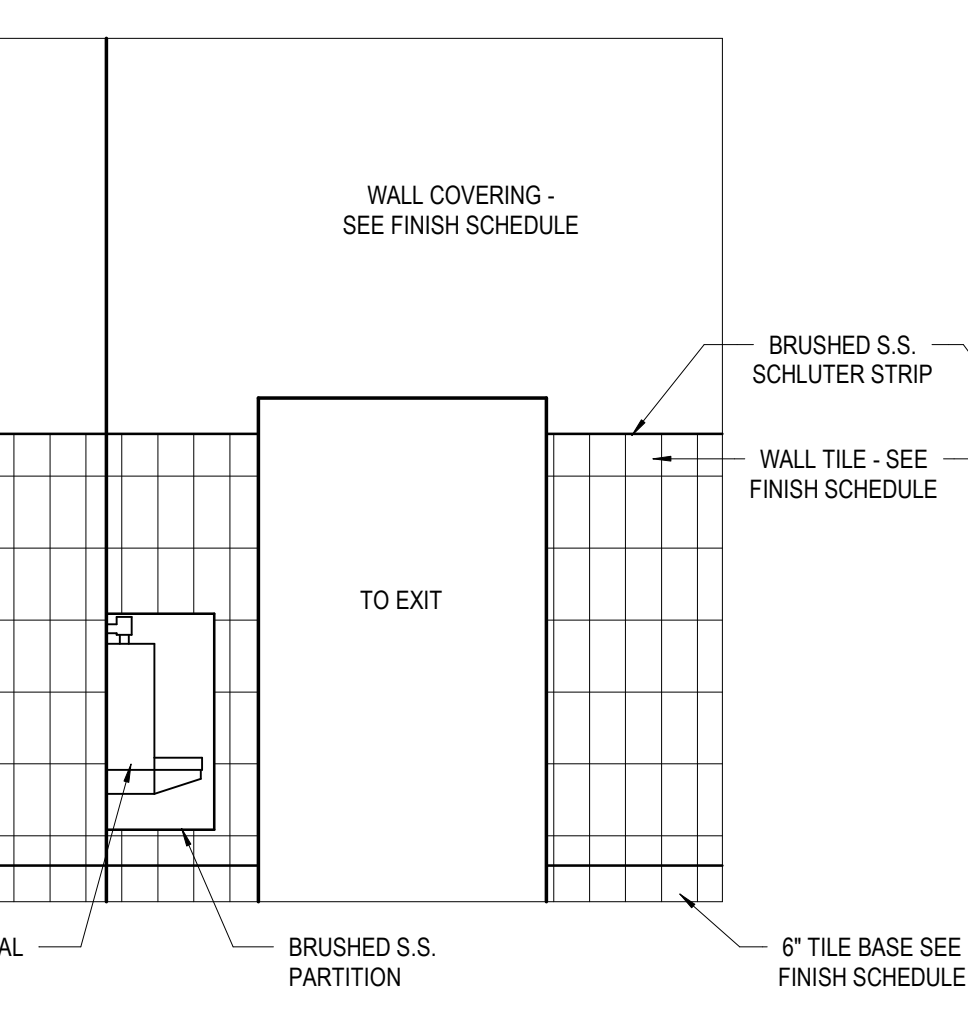 WALL COVERING -
SEE FINISH SCHEDULE
BRUSHED S.S.
SCHLUTER STRIP
WALL TILE - SEE
FINISH SCHEDULE
TO EXIT
BRUSHED S.S.
PARTITION
6" TILE BASE SEE
FINISH SCHEDULE